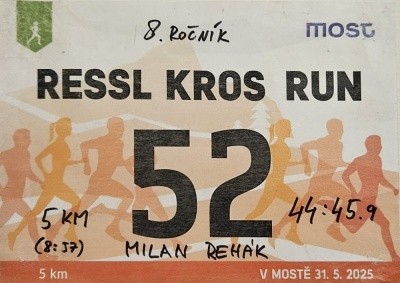 8. ROČNÍK
most
RESSL KROS RUN
52
5 KM
44:45.9
(8:57)
MILAN ŘEHÁK
5 km
V MOSTĚ 31. 5. 2025